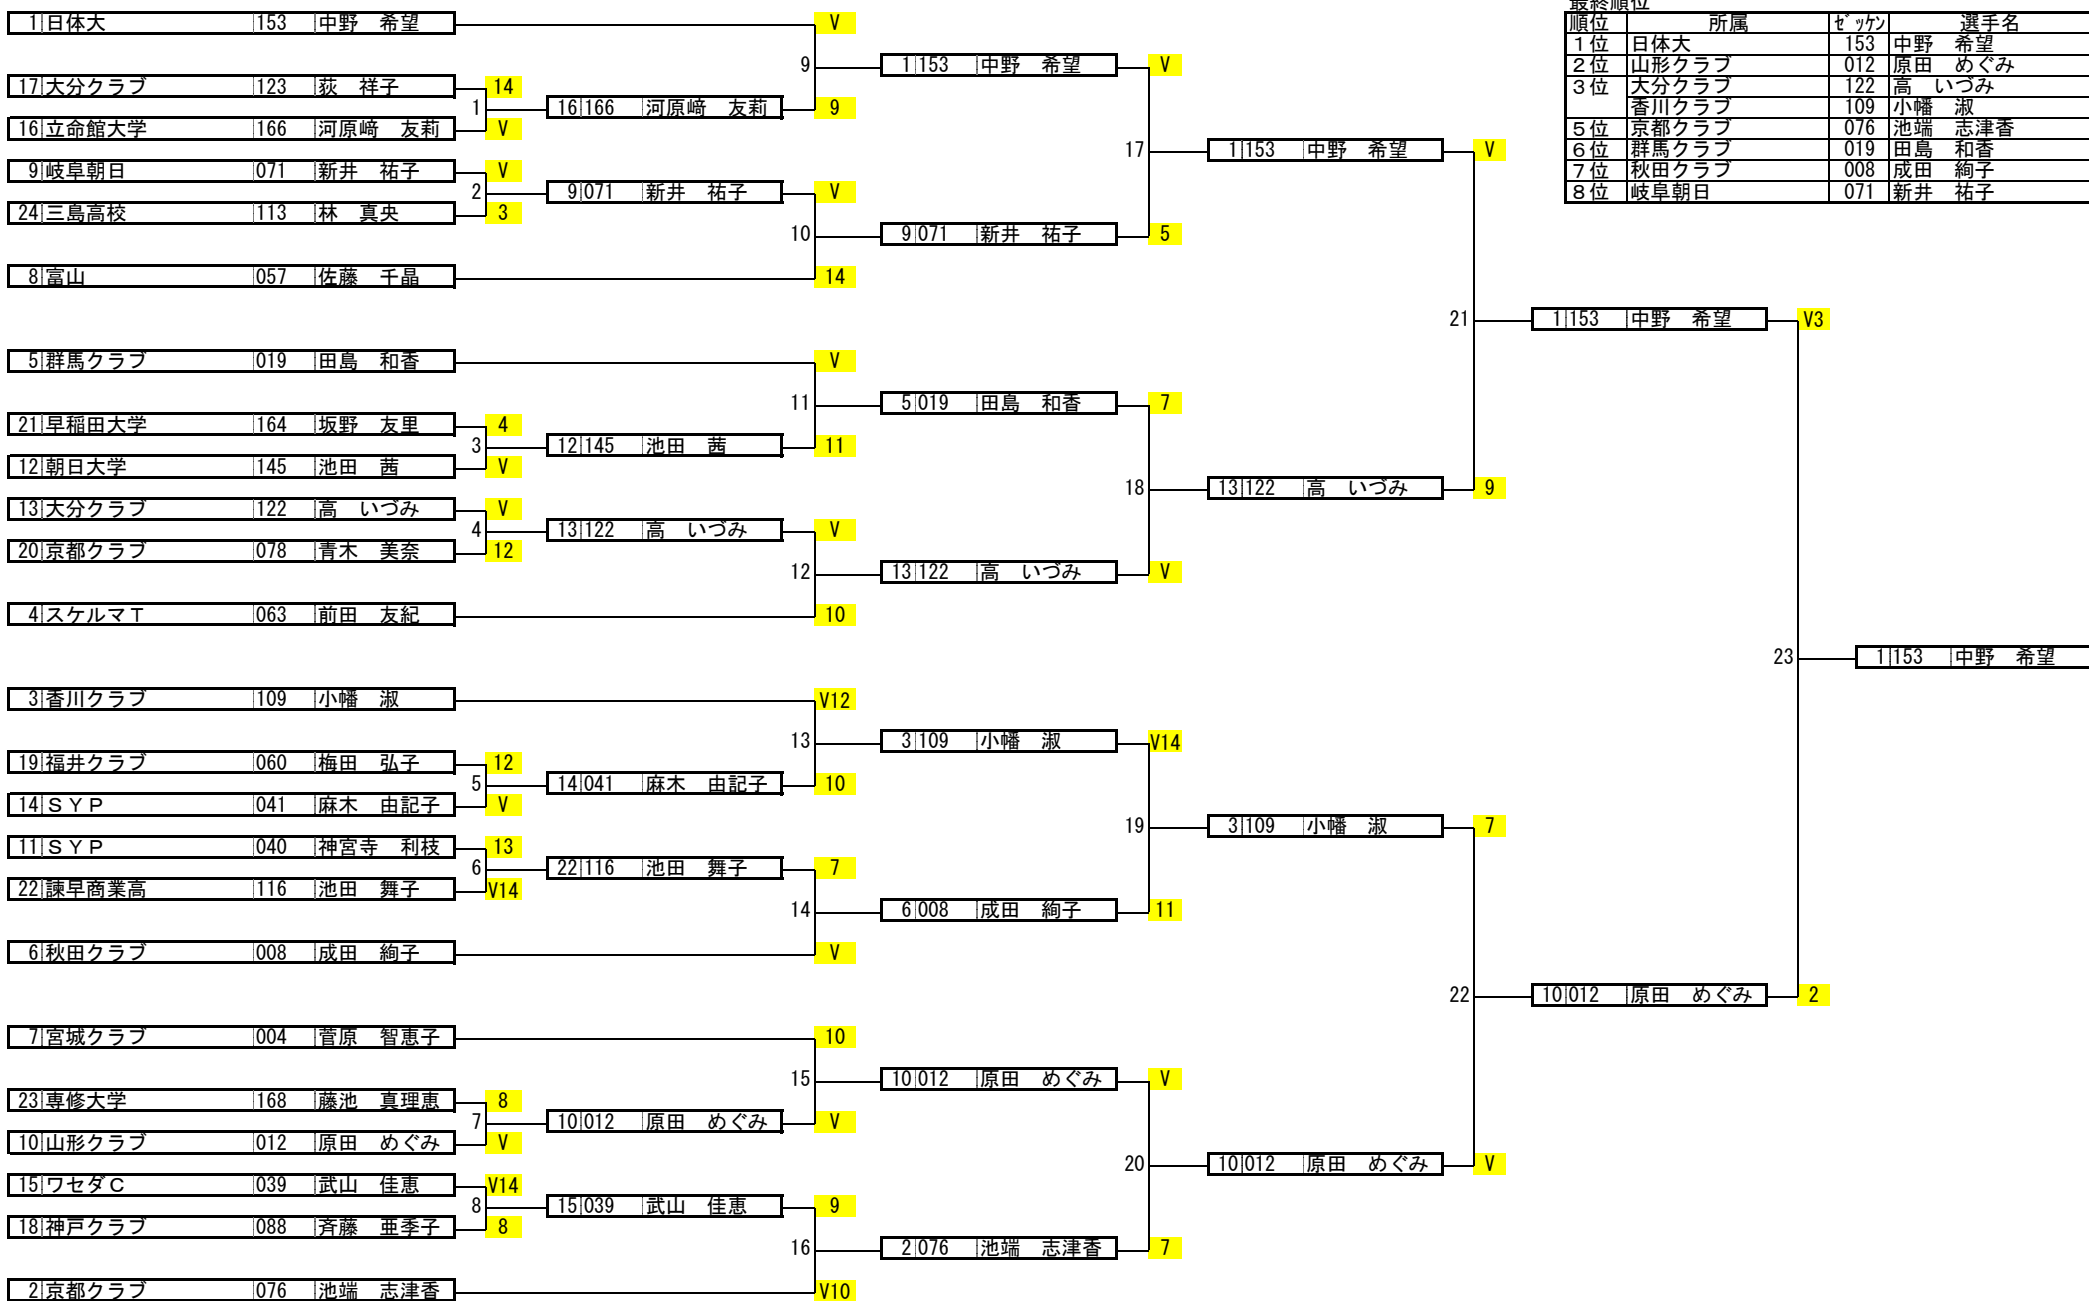 最終順位
順位 所属 ｾﾞｯｹﾝ 選手名
1位 日体大 153 中野 希望
2位 山形クラブ 012 原田 めぐみ
3位 大分クラブ 122 高 いづみ
香川クラブ 109 小幡 淑
5位 京都クラブ 076 池端 志津香
6位 群馬クラブ 019 田島 和香
7位 秋田クラブ 008 成田 絢子
8位 岐阜朝日 071 新井 祐子
1 日体大 153 中野 希望 V
9 1 153 中野 希望 V
17 大分クラブ 123 荻 祥子 14
1 16 166 河原崎 友莉 9
16 立命館大学 166 河原崎 友莉 V
17 1 153 中野 希望 V
9 岐阜朝日 071 新井 祐子 V
2 9 071 新井 祐子 V
24 三島高校 113 林 真央 3
10 9 071 新井 祐子 5
8 富山 057 佐藤 千晶 14
21 1 153 中野 希望 V3
5 群馬クラブ 019 田島 和香 V
11 5 019 田島 和香 7
21 早稲田大学 164 坂野 友里 4
3 12 145 池田 茜 11
12 朝日大学 145 池田 茜 V
18 13 122 高 いづみ 9
13 大分クラブ 122 高 いづみ V
4 13 122 高 いづみ V
20 京都クラブ 078 青木 美奈 12
12 13 122 高 いづみ V
4 スケルマT 063 前田 友紀 10
23 1 153 中野 希望
3 香川クラブ 109 小幡 淑 V12
13 3 109 小幡 淑 V14
19 福井クラブ 060 梅田 弘子 12
5 14 041 麻木 由記子 10
14 SYP 041 麻木 由記子 V
19 3 109 小幡 淑 7
11 SYP 040 神宮寺 利枝 13
6 22 116 池田 舞子 7
22 諫早商業高 116 池田 舞子 V14
14 6 008 成田 絢子 11
6 秋田クラブ 008 成田 絢子 V
22 10 012 原田 めぐみ 2
7 宮城クラブ 004 菅原 智恵子 10
15 10 012 原田 めぐみ V
23 専修大学 168 藤池 真理恵 8
7 10 012 原田 めぐみ V
10 山形クラブ 012 原田 めぐみ V
20 10 012 原田 めぐみ V
15 ワセダC 039 武山 佳恵 V14
8 15 039 武山 佳恵 9
18 神戸クラブ 088 斉藤 亜季子 8
16 2 076 池端 志津香 7
2 京都クラブ 076 池端 志津香 V10